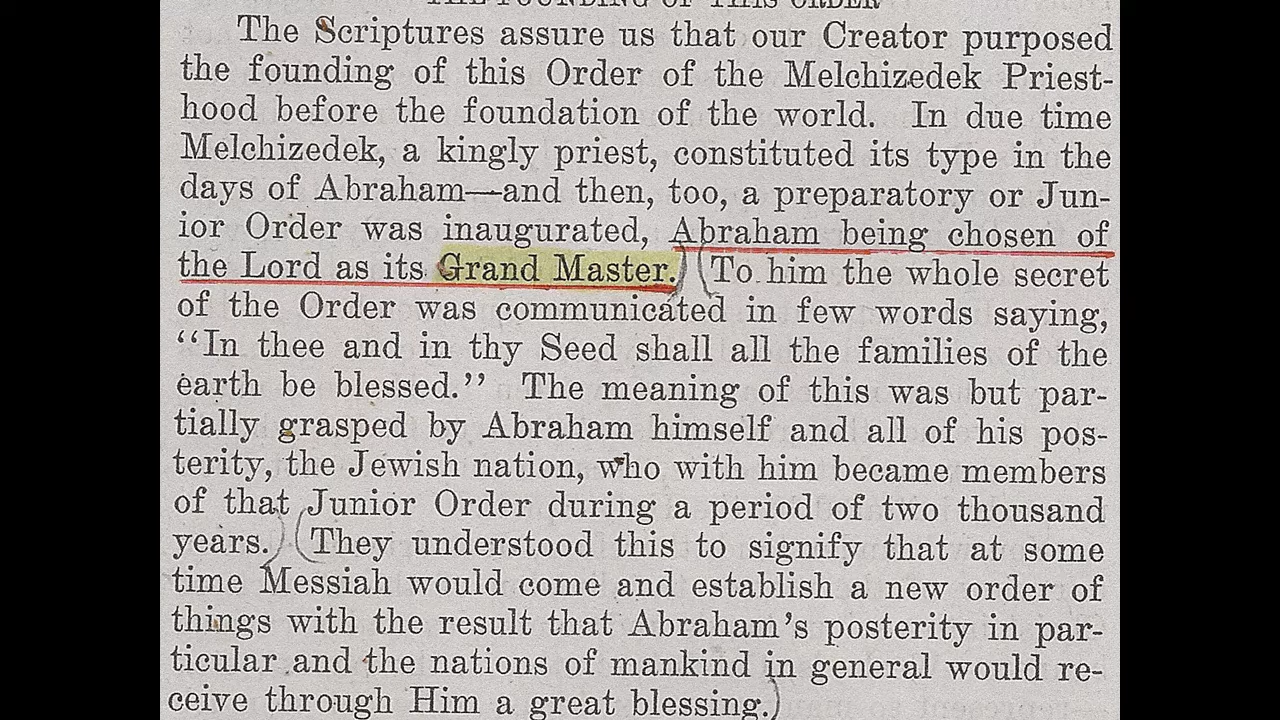 THE FOUNDING OF THIS ORDER
The Scriptures assure us that our Creator purposed
the founding of this Order of the Melchizedek Priest-
hood before the foundation of the world. In due time
Melchizedek, a kingly priest, constituted its type in the
days of Abraham—and then, too, a preparatory or Jun-
ior Order was inaugurated, Abraham being chosen of
the Lord as its Grand Master. (To him the whole secret
of the Order was communicated in few words saying,
“In thee and in thy Seed shall all the families of the
earth be blessed.” The meaning of this was but par-
tially grasped by Abraham himself and all of his pos-
terity, the Jewish nation, who with him became members
of that Junior Order during a period of two thousand
years.) (They understood this to signify that at some
time Messiah would come and establish a new order of
things with the result that Abraham’s posterity in par-
ticular and the nations of mankind in general would re-
ceive through Him a great blessing.)